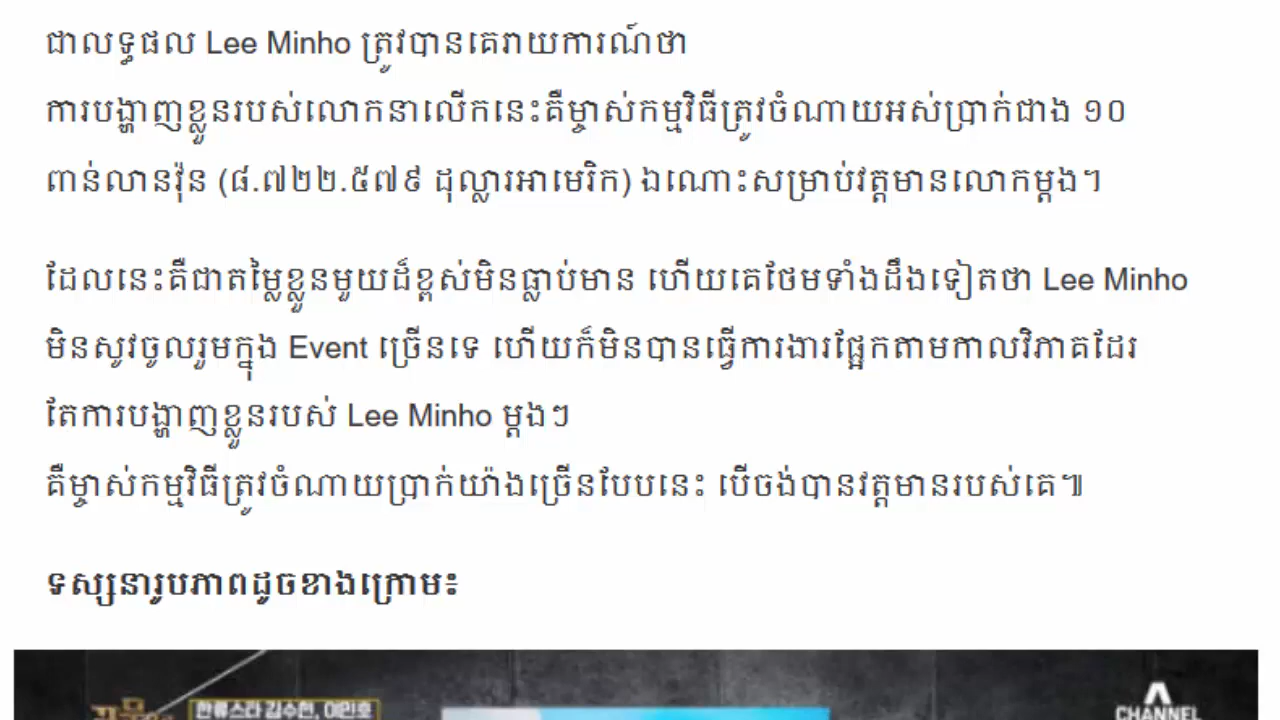 ជាលទ្ធផល Lee Minho ត្រូវបានគេរាយការណ៍ថា
ការបង្ហាញខ្លួនរបស់លោកនាលើកនេះគឺម្ចាស់កម្មវិធីត្រូវចំណាយអស់ប្រាក់ជាង ១០
ពាន់លានវ៉ុន (៨.៧២២.៥៧៩ ដុល្លារអាមេរិក) ឯណោះសម្រាប់វត្តមានលោកម្ដង។
ដែលនេះគឺជាតម្លៃខ្លួនមួយដ៏ខ្ពស់មិនធ្លាប់មាន ហើយគេថែមទាំងដឹងទៀតថា Lee Minho
មិនសូវចូលរួមក្នុង Event ច្រើនទេ ហើយក៏មិនបានធ្វើការងារផ្អែកតាមកាលវិភាគដែរ
តែការបង្ហាញខ្លួនរបស់ Lee Minho ម្ដងៗ
គឺម្ចាស់កម្មវិធីត្រូវចំណាយប្រាក់យ៉ាងច្រើនបែបនេះ បើចង់បានវត្តមានរបស់គេ៕
ទស្សនារូបភាពដូចខាងក្រោម៖
한류스타 김수현, 이민호
CHANNEL